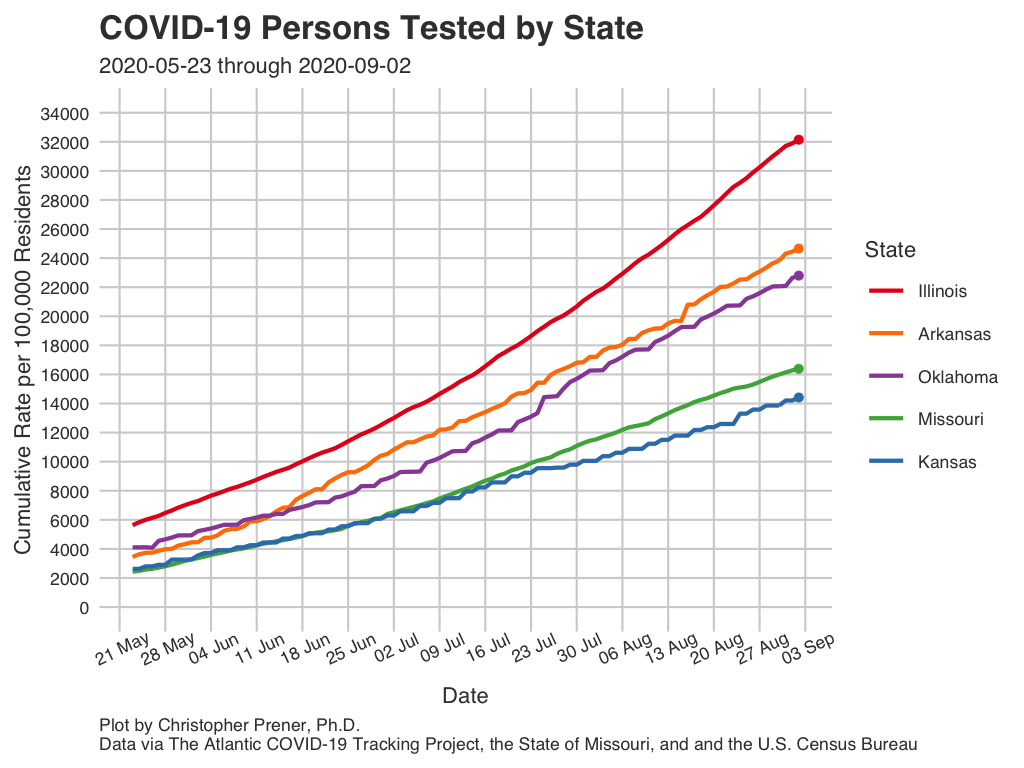 COVID-19 Persons Tested by State
2020-05-23 through 2020-09-02
Cumulative Rate per 100,000 Residents
34000
32000
30000
28000
26000
24000
22000
20000
18000
16000
14000
12000
10000
8000
6000
4000
2000
0
21 May
28 May
04 Jun
11 Jun
18 Jun
25 Jun
02 Jul
09 Jul
16 Jul
23 Jul
30 Jul
06 Aug
13 Aug
20 Aug
27 Aug
03 Sep
Date
State
Illinois
Arkansas
Oklahoma
Missouri
Kansas
Plot by Christopher Prener, Ph.D.
Data via The Atlantic COVID-19 Tracking Project, the State of Missouri, and and the U.S. Census Bureau